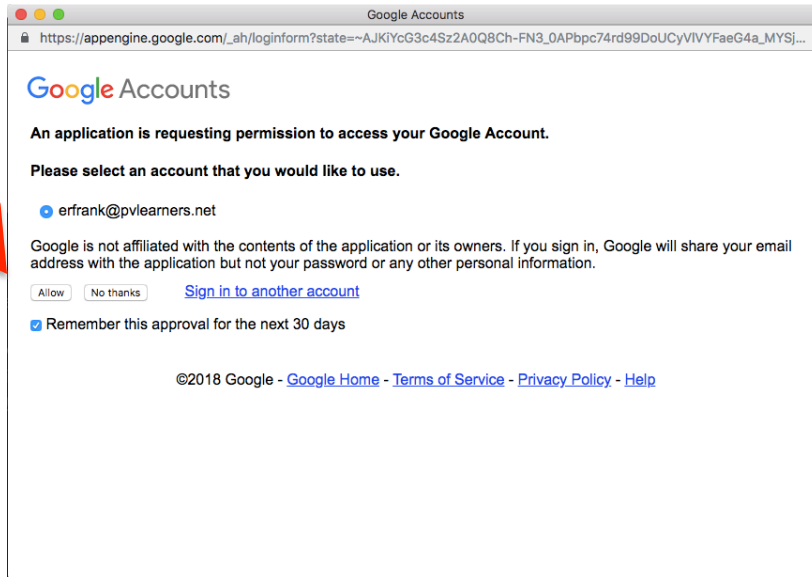 Google Accounts
https://appengine.google.com/_ah/loginform?state=~AJKiYcG3c4Sz2A0Q8Ch-FN3_0APbpc74rd99DoUCyVlVYFaeG4a_MYSj...
Google Accounts
An application is requesting permission to access your Google Account.
Please select an account that you would like to use.
erfrank@pvlearners.net
Google is not affiliated with the contents of the application or its owners. If you sign in, Google will share your email
address with the application but not your password or any other personal information.
Allow No thanks Sign in to another account
Remember this approval for the next 30 days
©2018 Google - Google Home - Terms of Service - Privacy Policy - Help